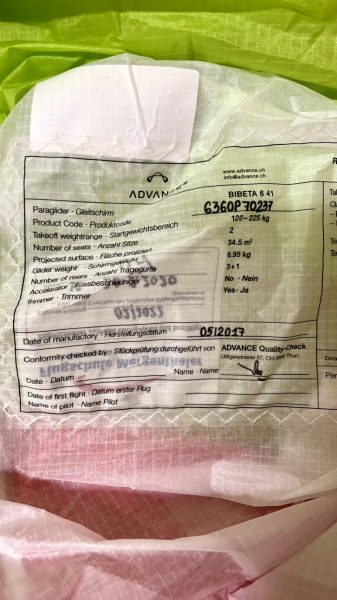 ADVANCE
www.advance.ch
info@advance.ch
Paraglider · Gleitschirm BIBETA 6 41
Product Code · Produktcode 6360P70237
Takeoff weightrange · Startgewichtsbereich 120–225 kg
Number of seats · Anzahl Sitze 2
Projected surface · Fläche projiziert 34.5 m²
Glider weight · Schirmgewicht 6.95 kg
Number of risers · Anzahl Tragegurte 3+1
Accelerator · Fussbeschleuniger No · Nein
Trimmer · Trimmer Yes · Ja
2020
03/2022
Date of manufactory · Herstellungsdatum 05/2017
Conformity checked by · Stückprüfung durchgeführt von ADVANCE Quality-check
Uttigenstrasse 87, CH-3600 Thun
Flugschule Mergenthaler
Date · Datum Name · Name
Date of first flight · Datum erster Flug
Name of pilot · Name Pilot